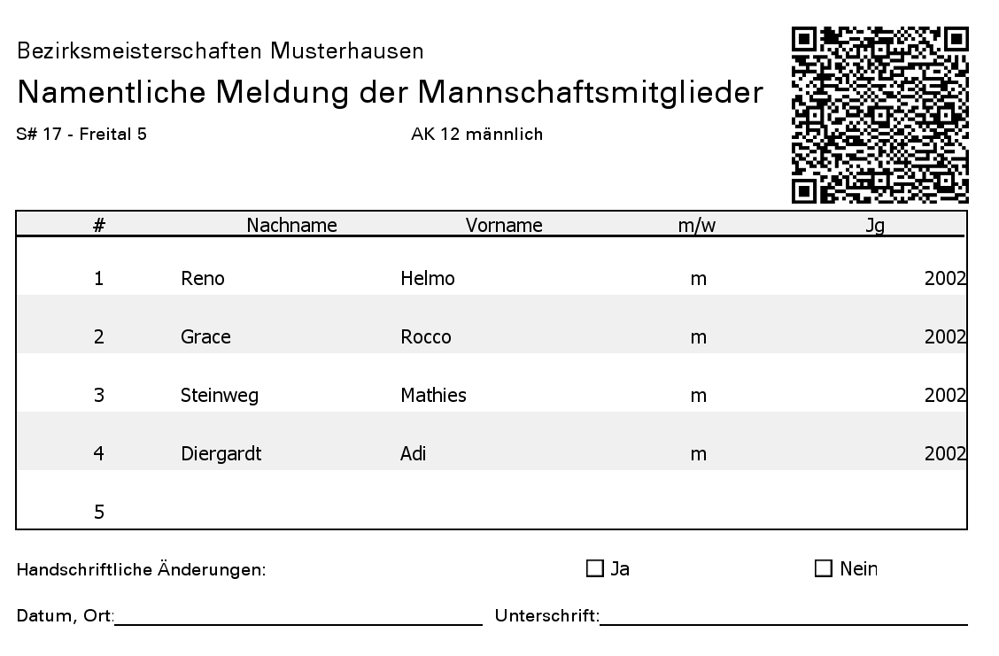 Bezirksmeisterschaften Musterhausen
Namentliche Meldung der Mannschaftsmitglieder
S# 17 - Freital 5 AK 12 männlich
# Nachname Vorname m/w Jg
1 Reno Helmo m 2002
2 Grace Rocco m 2002
3 Steinweg Mathies m 2002
4 Diergardt Adi m 2002
5
Handschriftliche Änderungen: Ja Nein
Datum, Ort: Unterschrift: